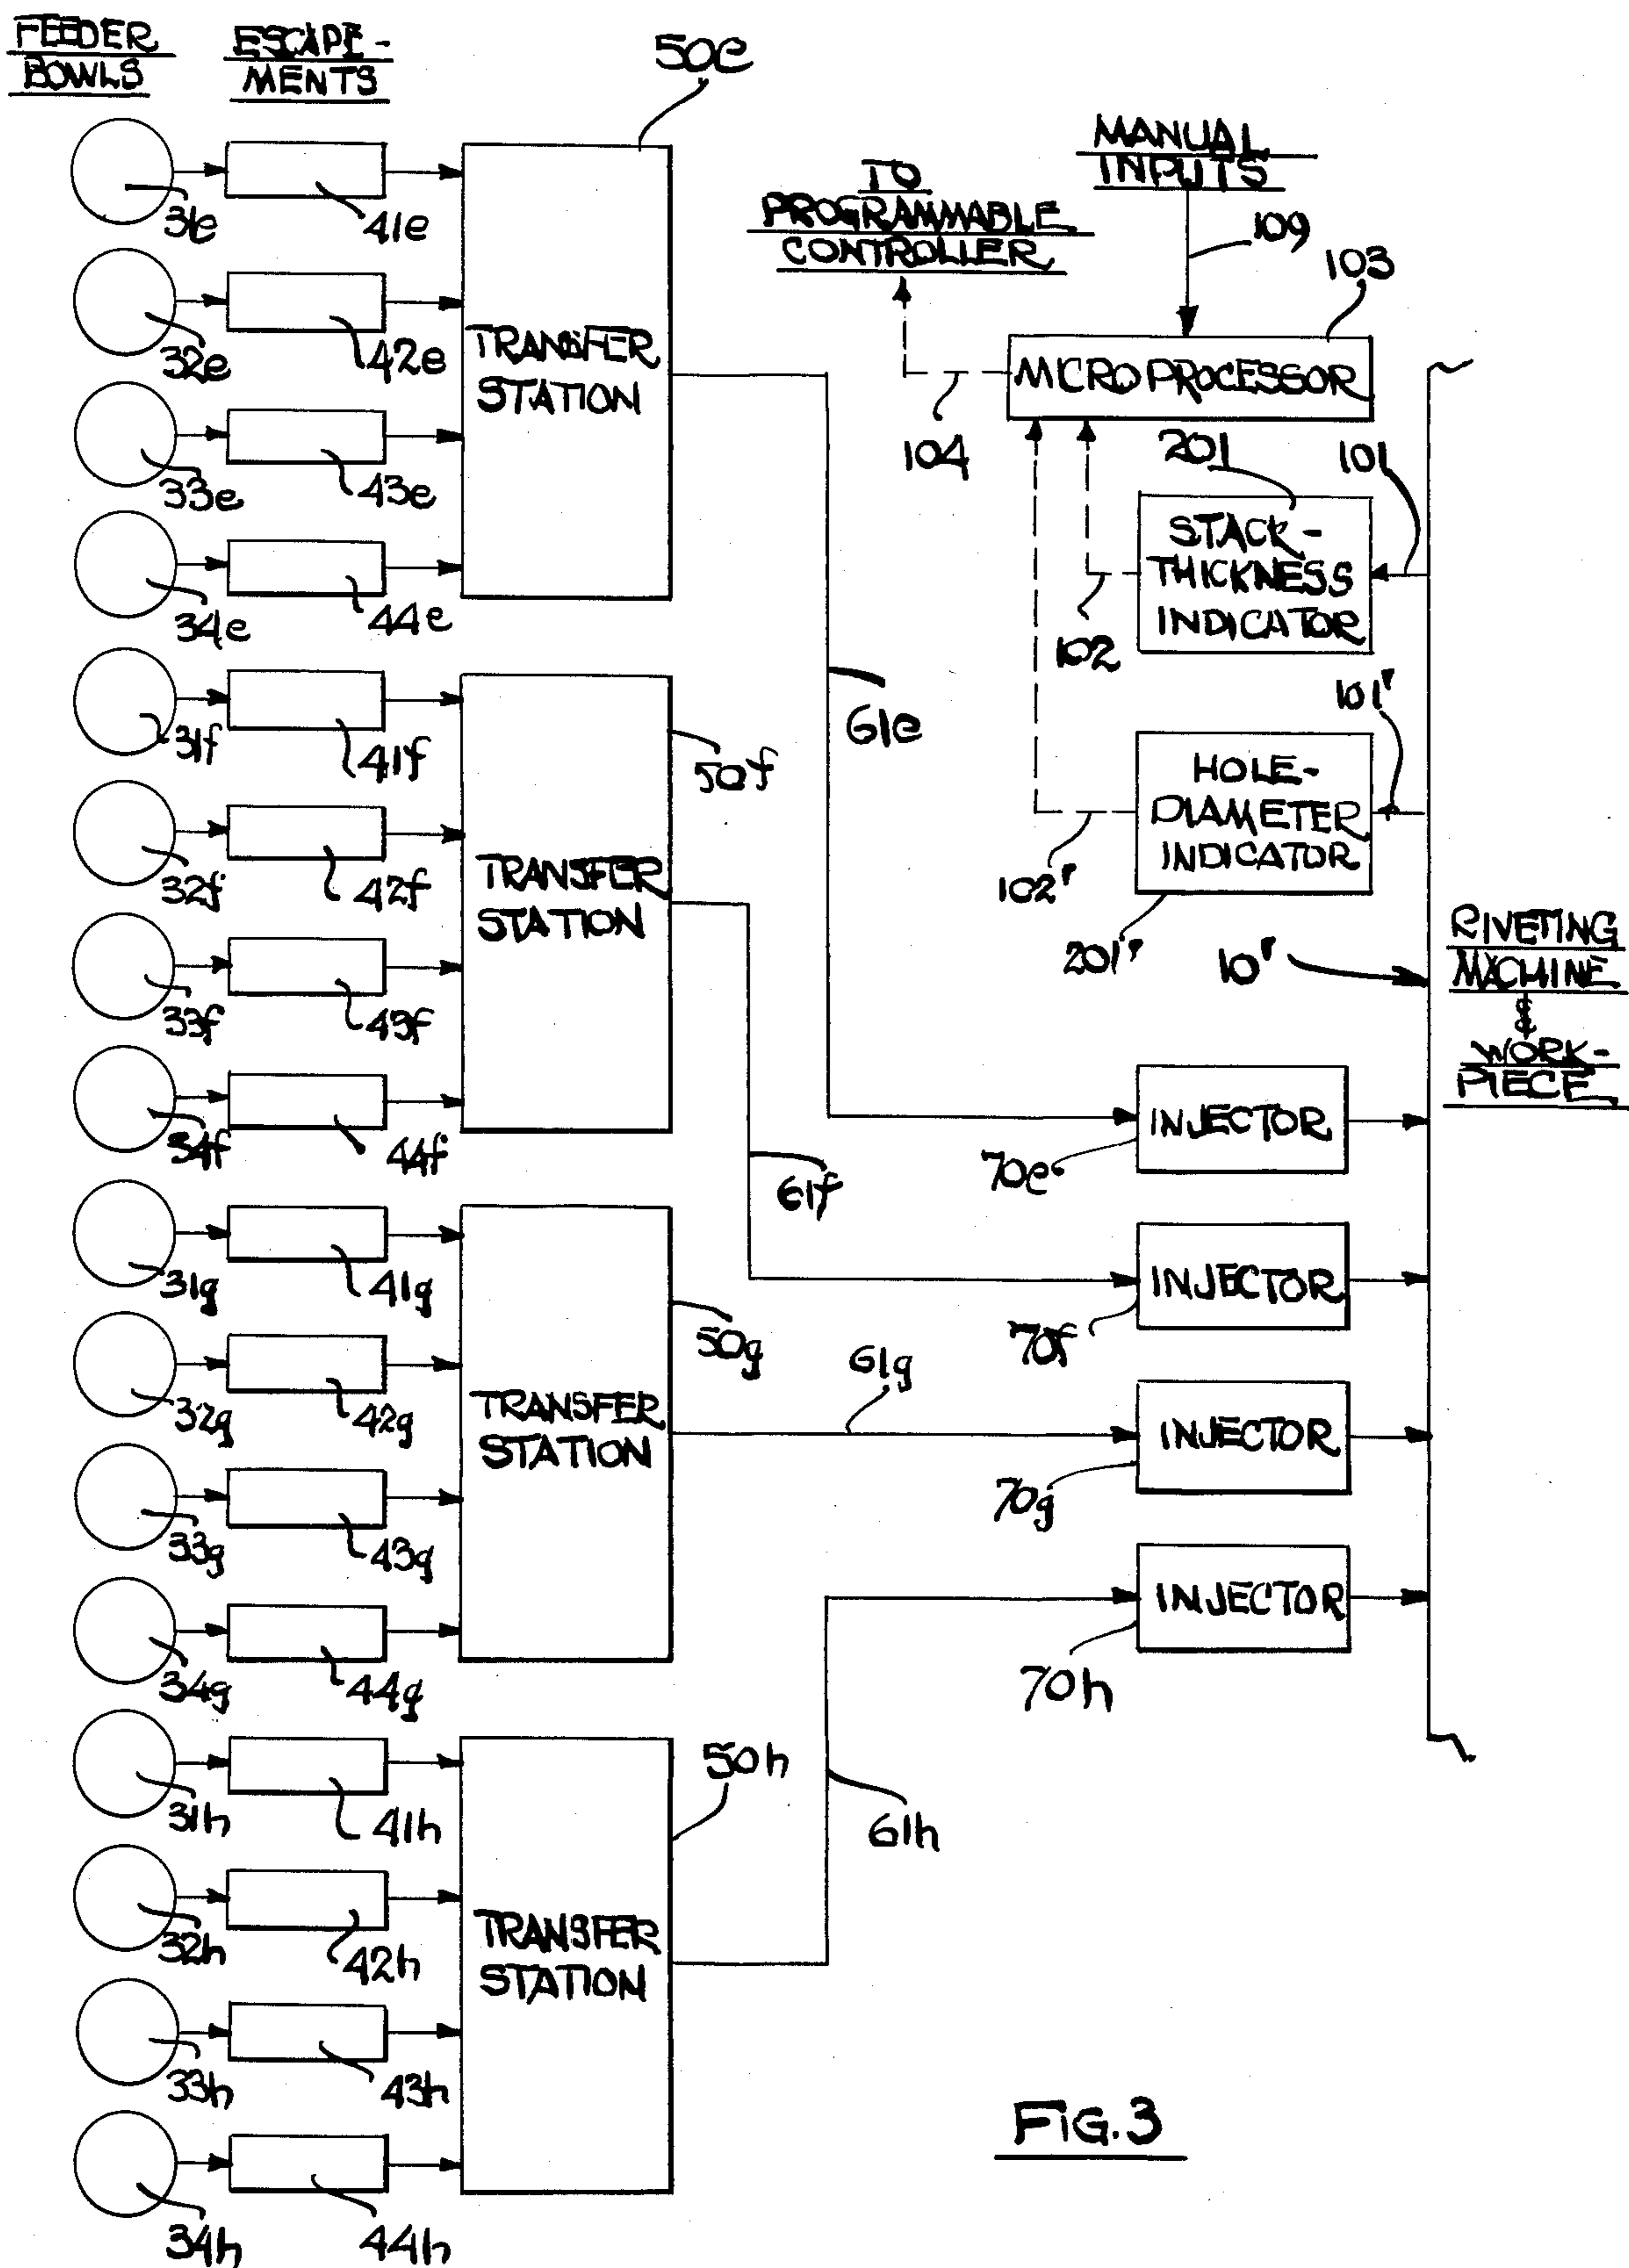 FEEDER
BOWLS
ESCAPE-
MENTS
50e
MANUAL
INPUTS
TO
PROGRAMMABLE
CONTROLLER
109
103
MICROPROCESSOR
104
201
101
STACK-
THICKNESS
INDICATOR
102
101'
HOLE-
DIAMETER
INDICATOR
102'
201'
10'
RIVETING
MACHINE
&
WORK-
PIECE
31e
41e
32e
42e
33e
43e
34e
44e
TRANSFER
STATION
61e
31f
41f
50f
32f
42f
33f
43f
34f
44f
TRANSFER
STATION
61f
INJECTOR
70e
31g
41g
50g
32g
42g
33g
43g
34g
44g
TRANSFER
STATION
61g
INJECTOR
70f
INJECTOR
70g
INJECTOR
70h
31h
41h
50h
32h
42h
33h
43h
34h
44h
TRANSFER
STATION
61h
FIG.3